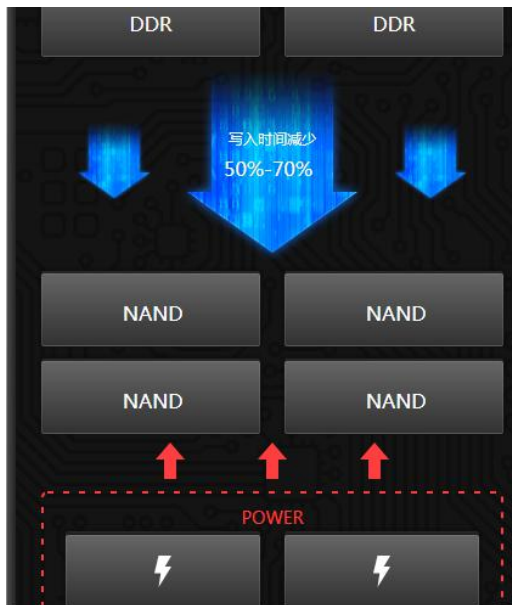 DDR DDR
写入时间减少
50%-70%
NAND NAND
NAND NAND
POWER